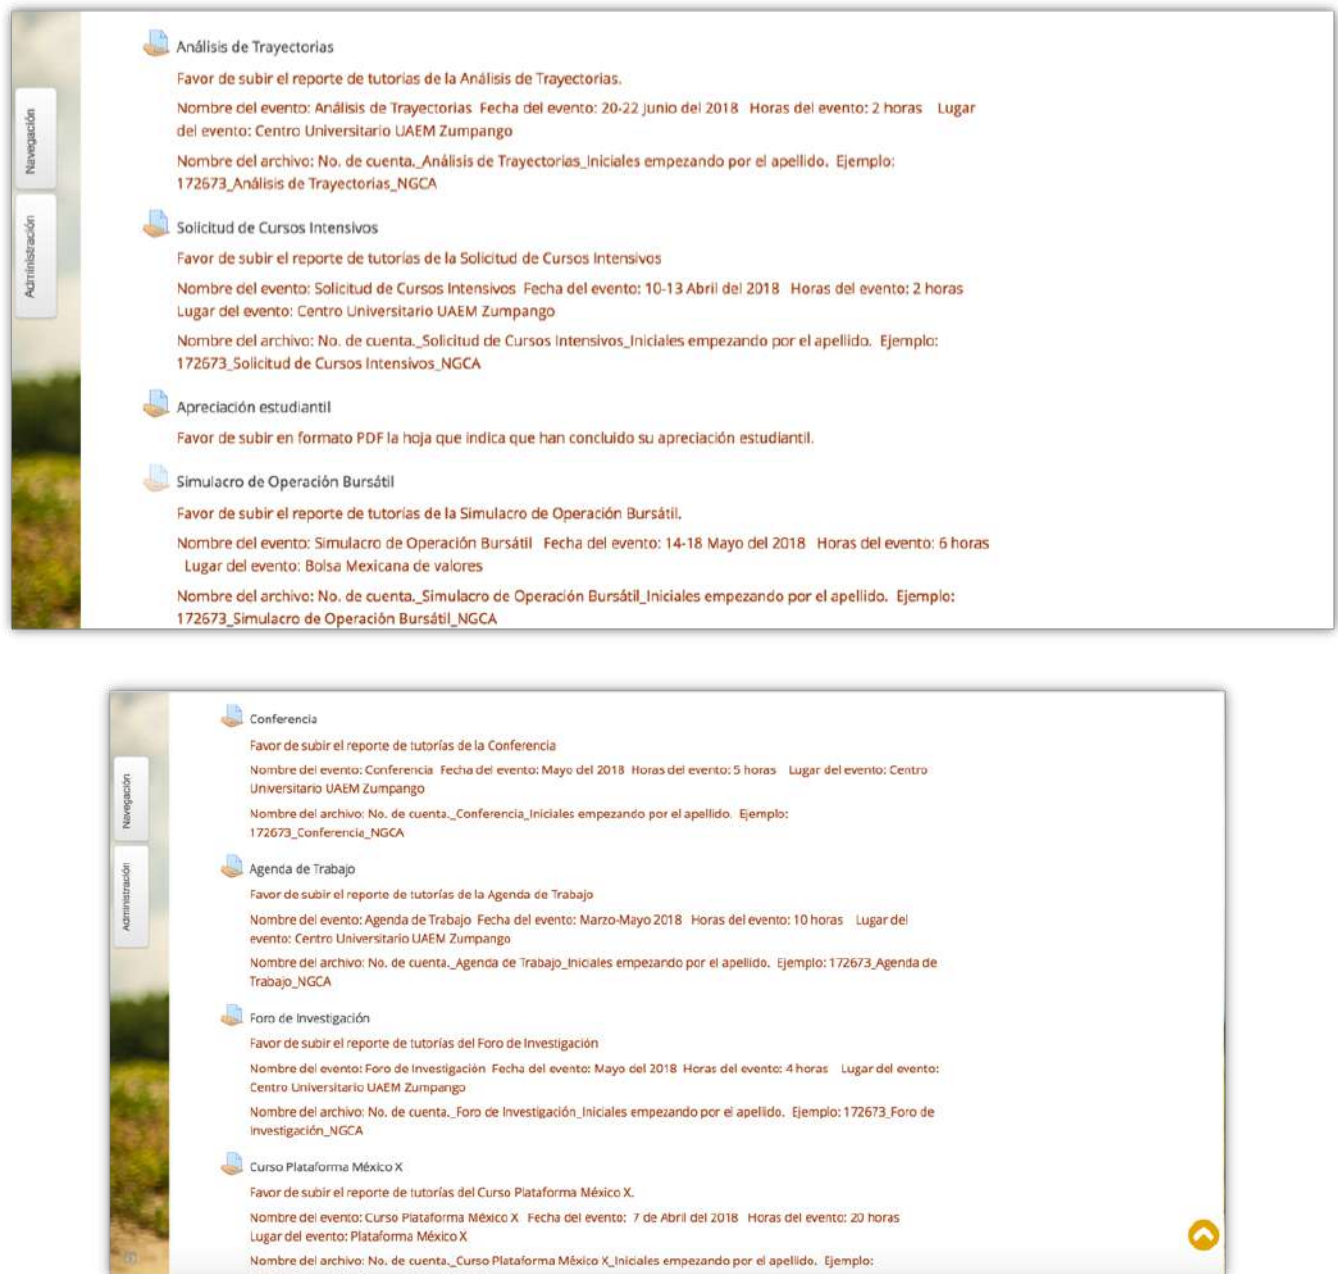 Análisis de Trayectorias
Favor de subir el reporte de tutorías de la Análisis de Trayectorias.
Nombre del evento: Análisis de Trayectorias Fecha del evento: 20-22 Junio del 2018 Horas del evento: 2 horas Lugar
del evento: Centro Universitario UAEM Zumpango
Nombre del archivo: No. de cuenta._Análisis de Trayectorias_Iniciales empezando por el apellido. Ejemplo:
172673_Análisis de Trayectorias_NGCA
Navegación
Administración
Solicitud de Cursos Intensivos
Favor de subir el reporte de tutorías de la Solicitud de Cursos Intensivos
Nombre del evento: Solicitud de Cursos Intensivos Fecha del evento: 10-13 Abril del 2018 Horas del evento: 2 horas
Lugar del evento: Centro Universitario UAEM Zumpango
Nombre del archivo: No. de cuenta._Solicitud de Cursos Intensivos_Iniciales empezando por el apellido. Ejemplo:
172673_Solicitud de Cursos Intensivos_NGCA
Apreciación estudiantil
Favor de subir en formato PDF la hoja que indica que han concluido su apreciación estudiantil.
Simulacro de Operación Bursátil
Favor de subir el reporte de tutorías de la Simulacro de Operación Bursátil.
Nombre del evento: Simulacro de Operación Bursátil Fecha del evento: 14-18 Mayo del 2018 Horas del evento: 6 horas
Lugar del evento: Bolsa Mexicana de valores
Nombre del archivo: No. de cuenta._Simulacro de Operación Bursátil_Iniciales empezando por el apellido. Ejemplo:
172673_Simulacro de Operación Bursátil_NGCA
Conferencia
Favor de subir el reporte de tutorías de la Conferencia
Nombre del evento: Conferencia Fecha del evento: Mayo del 2018 Horas del evento: 5 horas Lugar del evento: Centro
Universitario UAEM Zumpango
Nombre del archivo: No. de cuenta._Conferencia_Iniciales empezando por el apellido. Ejemplo:
172673_Conferencia_NGCA
Navegación
Administración
Agenda de Trabajo
Favor de subir el reporte de tutorías de la Agenda de Trabajo
Nombre del evento: Agenda de Trabajo Fecha del evento: Marzo-Mayo 2018 Horas del evento: 10 horas Lugar del
evento: Centro Universitario UAEM Zumpango
Nombre del archivo: No. de cuenta._Agenda de Trabajo_Iniciales empezando por el apellido. Ejemplo: 172673_Agenda de
Trabajo_NGCA
Foro de Investigación
Favor de subir el reporte de tutorías del Foro de Investigación
Nombre del evento: Foro de Investigación Fecha del evento: Mayo del 2018 Horas del evento: 4 horas Lugar del evento:
Centro Universitario UAEM Zumpango
Nombre del archivo: No. de cuenta._Foro de Investigación_Iniciales empezando por el apellido. Ejemplo: 172673_Foro de
Investigación_NGCA
Curso Plataforma México X
Favor de subir el reporte de tutorías del Curso Plataforma México X.
Nombre del evento: Curso Plataforma México X Fecha del evento: 7 de Abril del 2018 Horas del evento: 20 horas
Lugar del evento: Plataforma México X
Nombre del archivo: No. de cuenta._Curso Plataforma México X_Iniciales empezando por el apellido. Ejemplo: